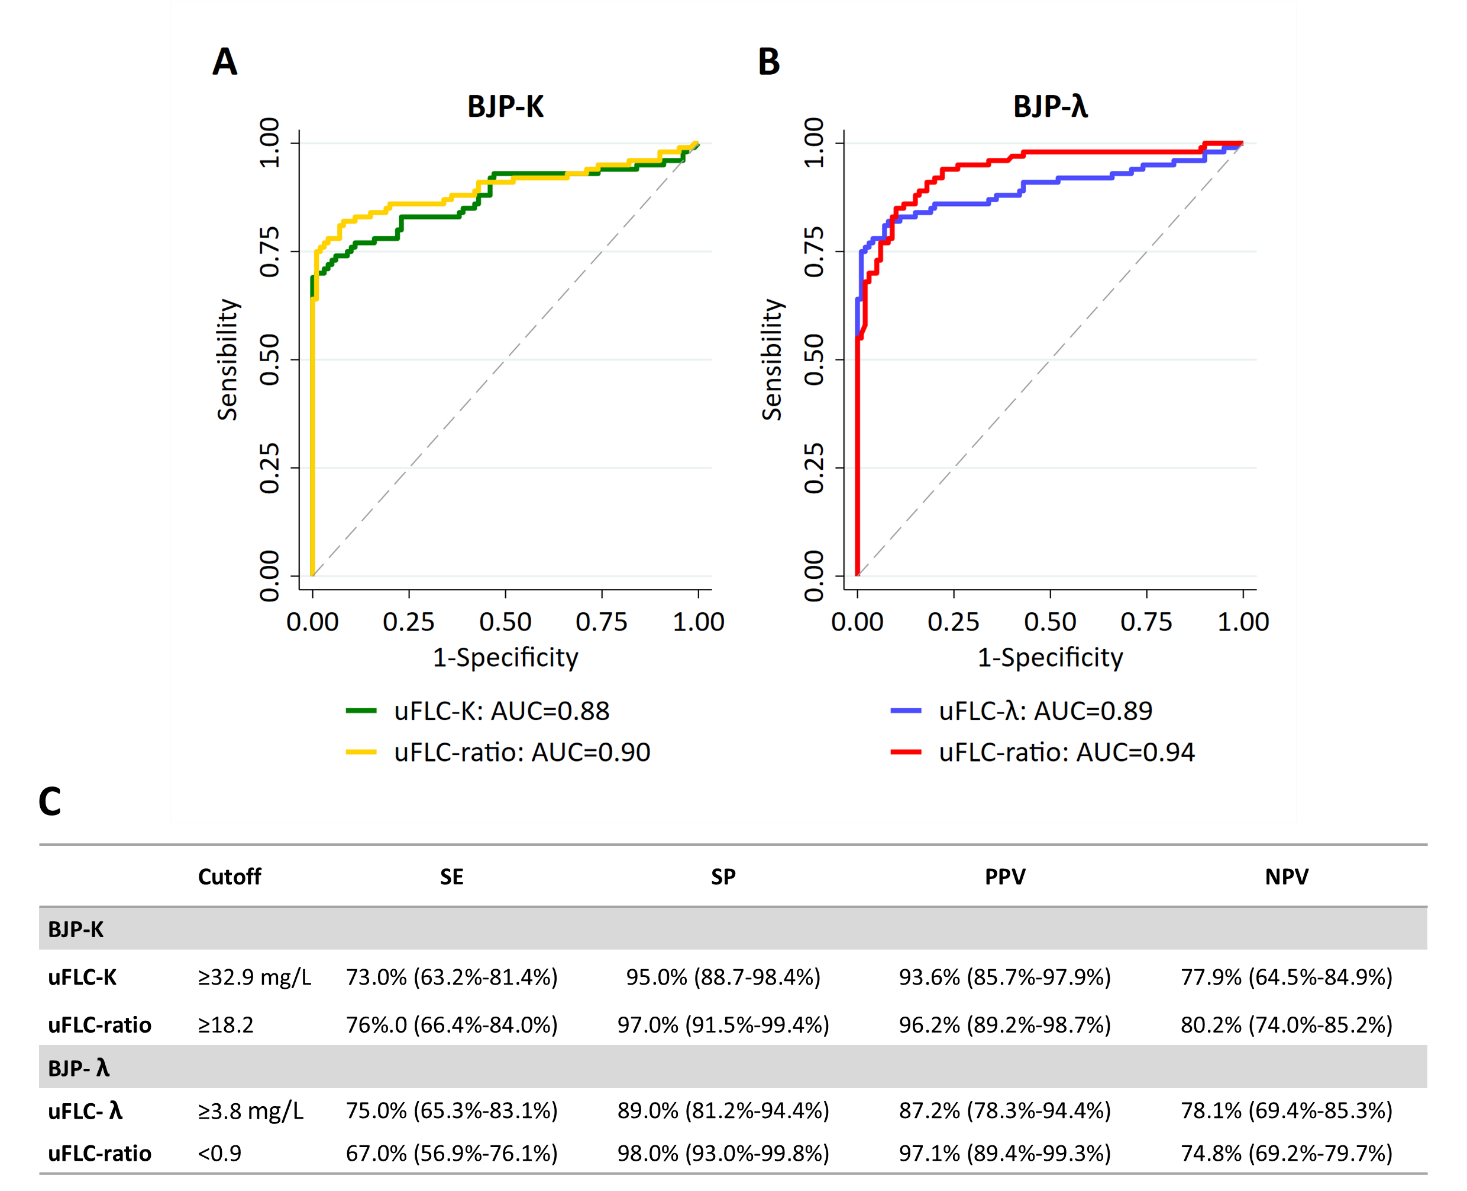 A
BJP-K
1.00
0.75
0.50
0.25
0.00
Sensibility
0.00 0.25 0.50 0.75 1.00
1-Specificity
uFLC-K: AUC=0.88
uFLC-ratio: AUC=0.90
B
BJP-λ
1.00
0.75
0.50
0.25
0.00
Sensibility
0.00 0.25 0.50 0.75 1.00
1-Specificity
uFLC-λ: AUC=0.89
uFLC-ratio: AUC=0.94
C
Cutoff SE SP PPV NPV
BJP-K
uFLC-K ≥32.9 mg/L 73.0% (63.2%-81.4%) 95.0% (88.7-98.4%) 93.6% (85.7%-97.9%) 77.9% (64.5%-84.9%)
uFLC-ratio ≥18.2 76%.0 (66.4%-84.0%) 97.0% (91.5%-99.4%) 96.2% (89.2%-98.7%) 80.2% (74.0%-85.2%)
BJP- λ
uFLC- λ ≥3.8 mg/L 75.0% (65.3%-83.1%) 89.0% (81.2%-94.4%) 87.2% (78.3%-94.4%) 78.1% (69.4%-85.3%)
uFLC-ratio <0.9 67.0% (56.9%-76.1%) 98.0% (93.0%-99.8%) 97.1% (89.4%-99.3%) 74.8% (69.2%-79.7%)